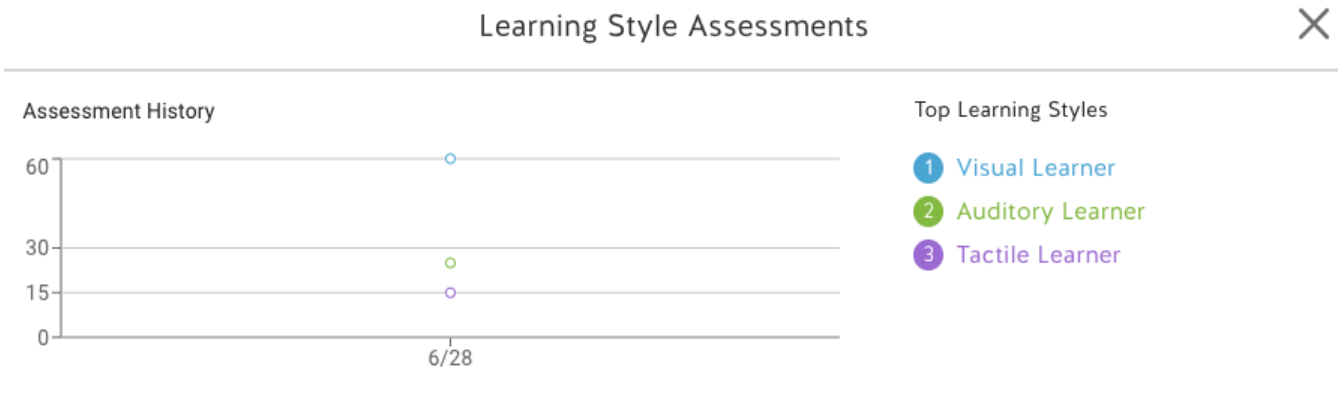 Learning Style Assessments
Assessment History
60
30
15
0
6/28
Top Learning Styles
1 Visual Learner
2 Auditory Learner
3 Tactile Learner